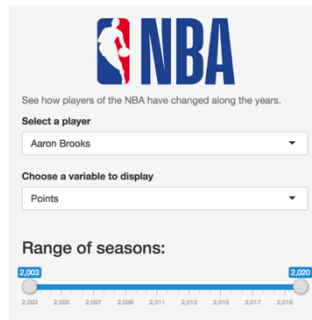 NBA
See how players of the NBA have changed along the years.
Select a player
Aaron Brooks
Choose a variable to display
Points
Range of seasons:
2,003 2,020
2,003 2,005 2,007 2,009 2,011 2,013 2,015 2,017 2,019